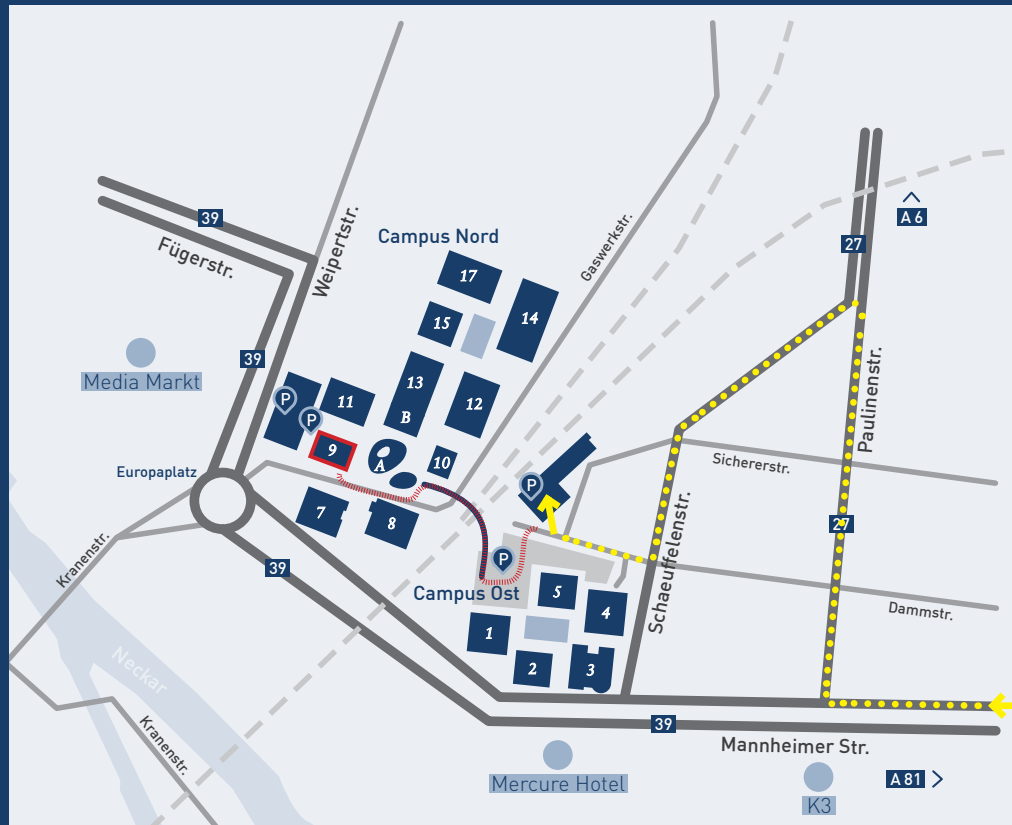 39
Fügerstr.
Weipertstr.
Campus Nord
Gaswerkstr.
A 6
27
17
15
14
39
Media Markt
P
P
11
13
B
12
Paulinenstr.
9
A
10
Europaplatz
Sichererstr.
P
7
8
27
Kranenstr.
39
P
Schaeuffelenstr.
Campus Ost
5
4
Dammstr.
1
2
3
Neckar
Kranenstr.
39
Mannheimer Str.
Mercure Hotel
A 81
K3